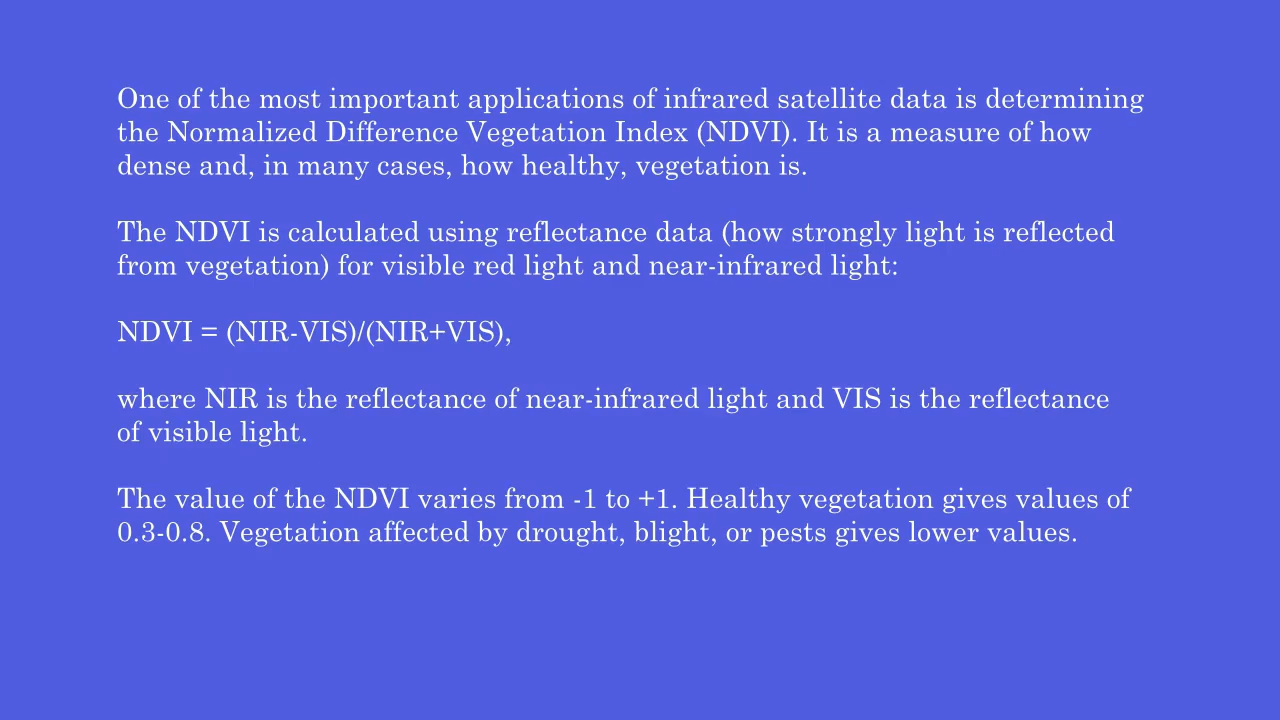 One of the most important applications of infrared satellite data is determining
the Normalized Difference Vegetation Index (NDVI). It is a measure of how
dense and, in many cases, how healthy, vegetation is.
The NDVI is calculated using reflectance data (how strongly light is reflected
from vegetation) for visible red light and near-infrared light:
NDVI = (NIR-VIS)/(NIR+VIS),
where NIR is the reflectance of near-infrared light and VIS is the reflectance
of visible light.
The value of the NDVI varies from -1 to +1. Healthy vegetation gives values of
0.3-0.8. Vegetation affected by drought, blight, or pests gives lower values.